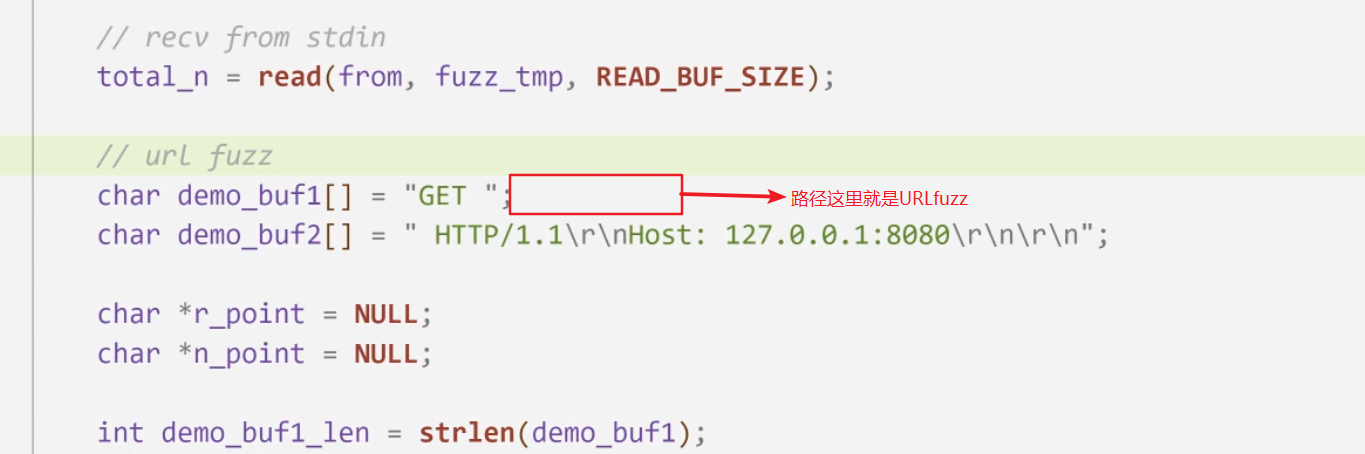 // recv from stdin
total_n = read(from, fuzz_tmp, READ_BUF_SIZE);
// url fuzz
char demo_buf1[] = "GET "; 路径这里就是URLfuzz
char demo_buf2[] = " HTTP/1.1\r\nHost: 127.0.0.1:8080\r\n\r\n";
char *r_point = NULL;
char *n_point = NULL;
int demo_buf1_len = strlen(demo_buf1);